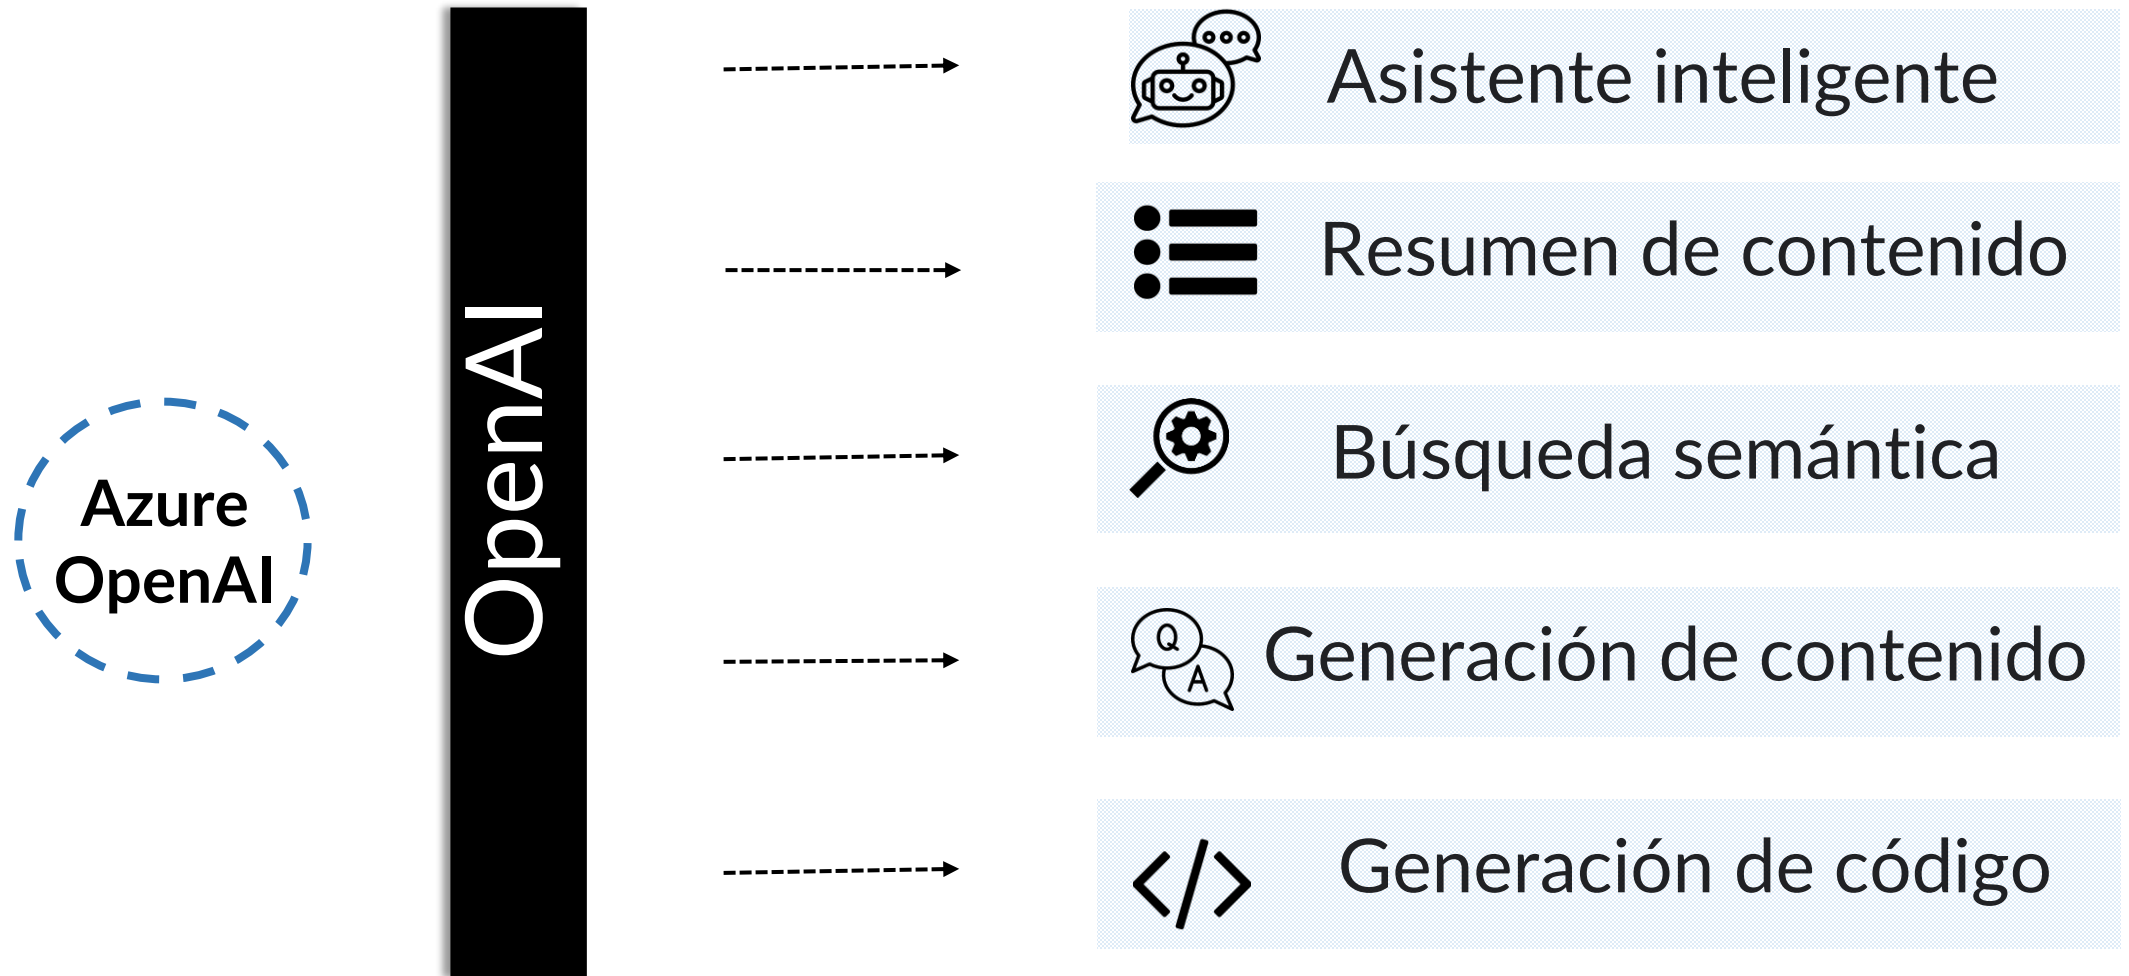 Azure
OpenAI
OpenAI
Asistente inteligente
Resumen de contenido
Búsqueda semántica
Q
A
Generación de contenido
Generación de código